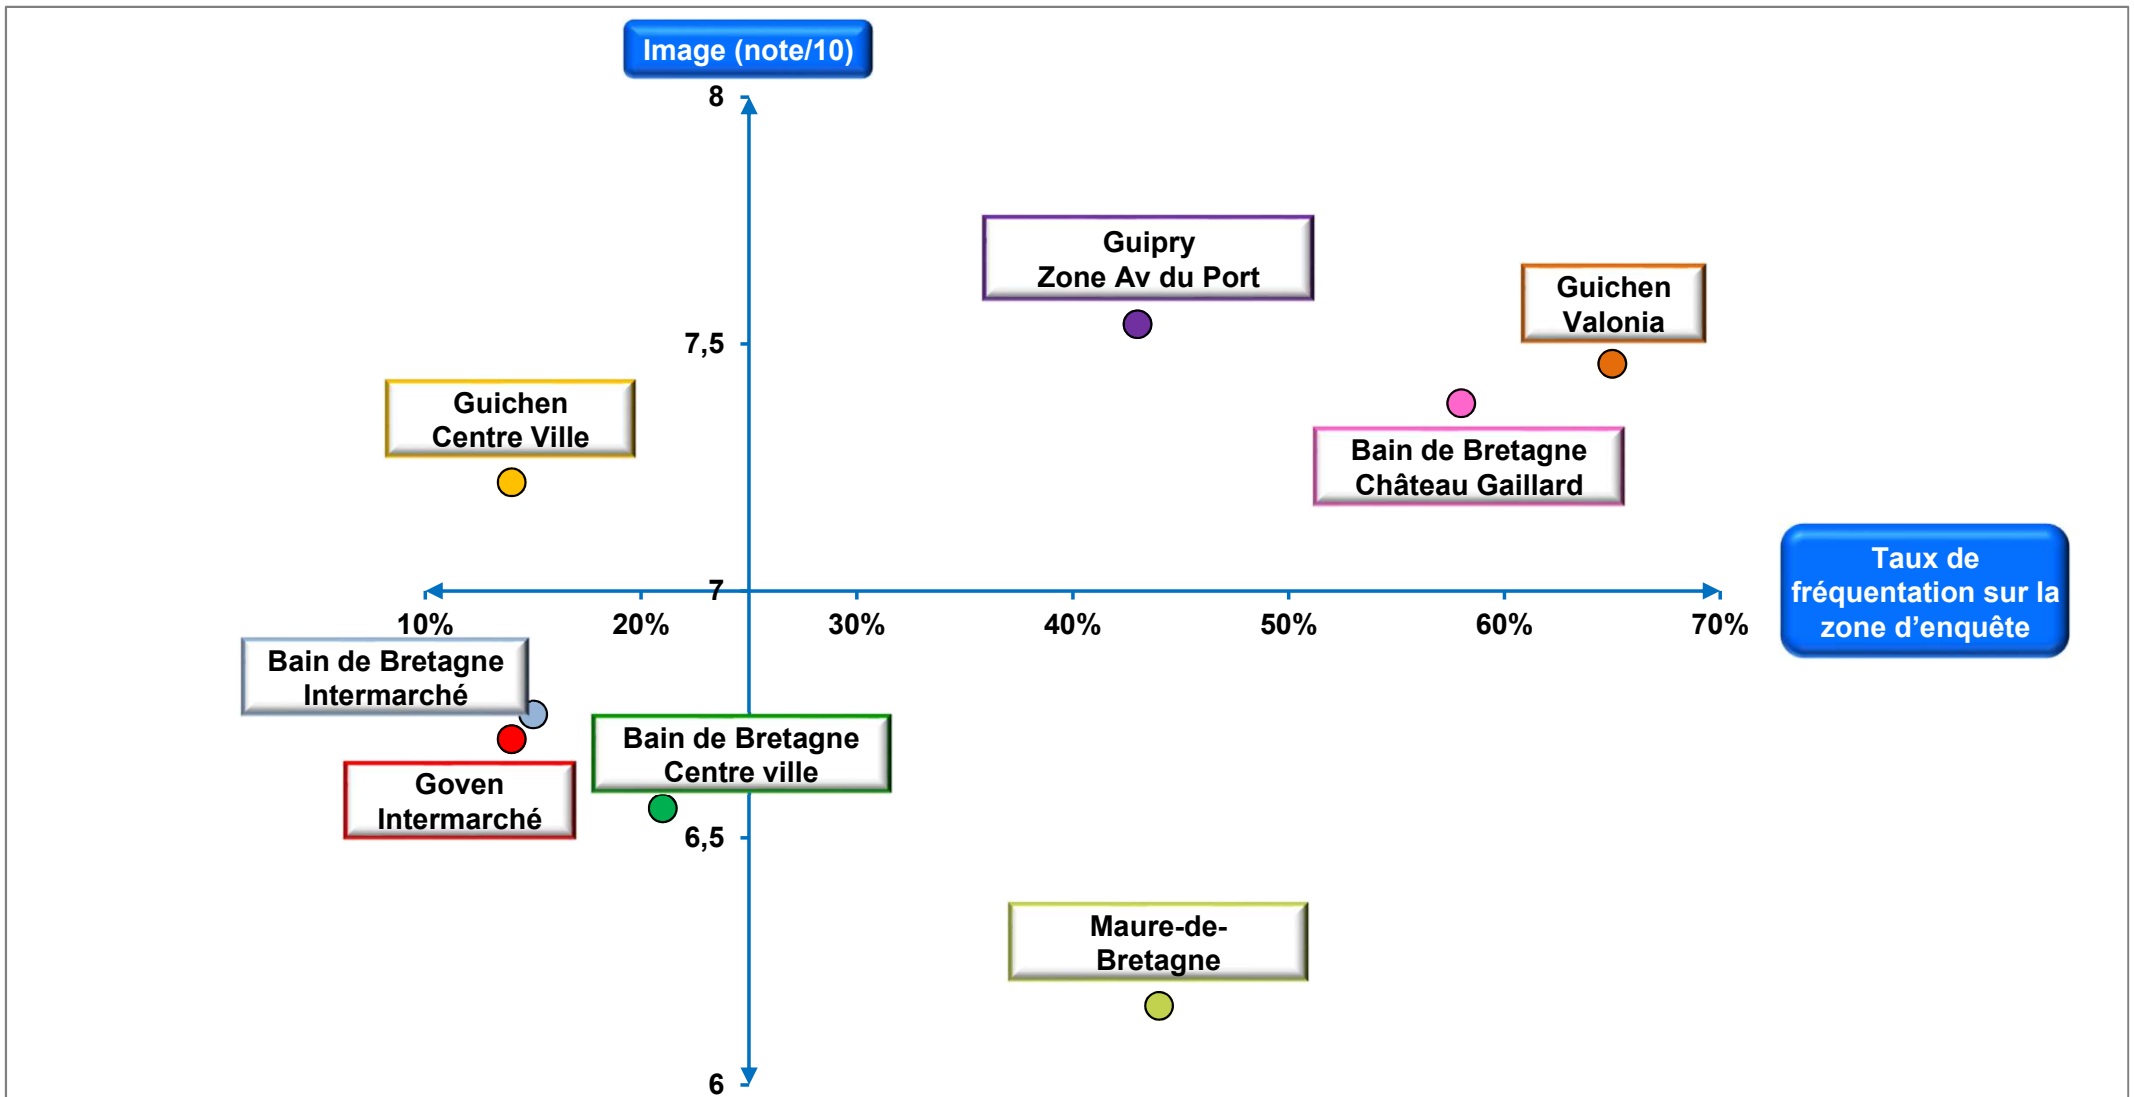 Image (note/10)
8
Guipry
Zone Av du Port
Guichen
Valonia
7,5
Guichen
Centre Ville
Bain de Bretagne
Château Gaillard
Taux de
fréquentation sur la
zone d’enquête
7
10%
20%
30%
40%
50%
60%
70%
Bain de Bretagne
Intermarché
Bain de Bretagne
Centre ville
Goven
Intermarché
6,5
Maure-de-
Bretagne
6